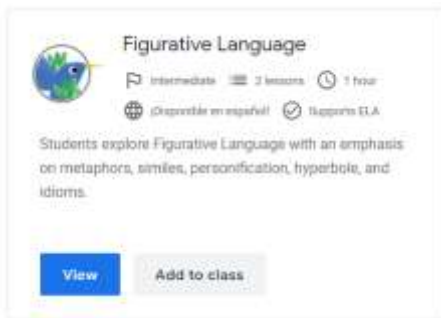 Figurative Language
Intermediate 2 lessons 1 hour
¡Disponible en español! Supports ELA
Students explore Figurative Language with an emphasis
on metaphors, similes, personification, hyperbole, and
idioms.
View Add to class